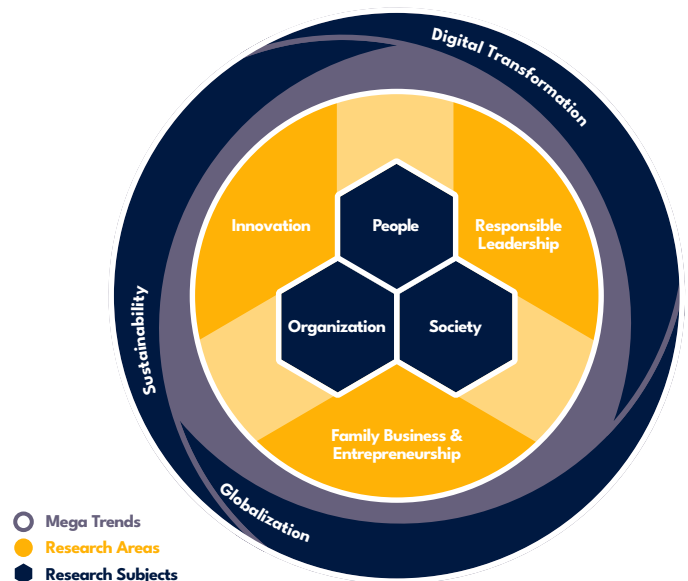 Digital Transformation
Innovation
People
Responsible
Leadership
Sustainability
Organization
Society
Family Business &
Entrepreneurship
Globalization
Mega Trends
Research Areas
Research Subjects